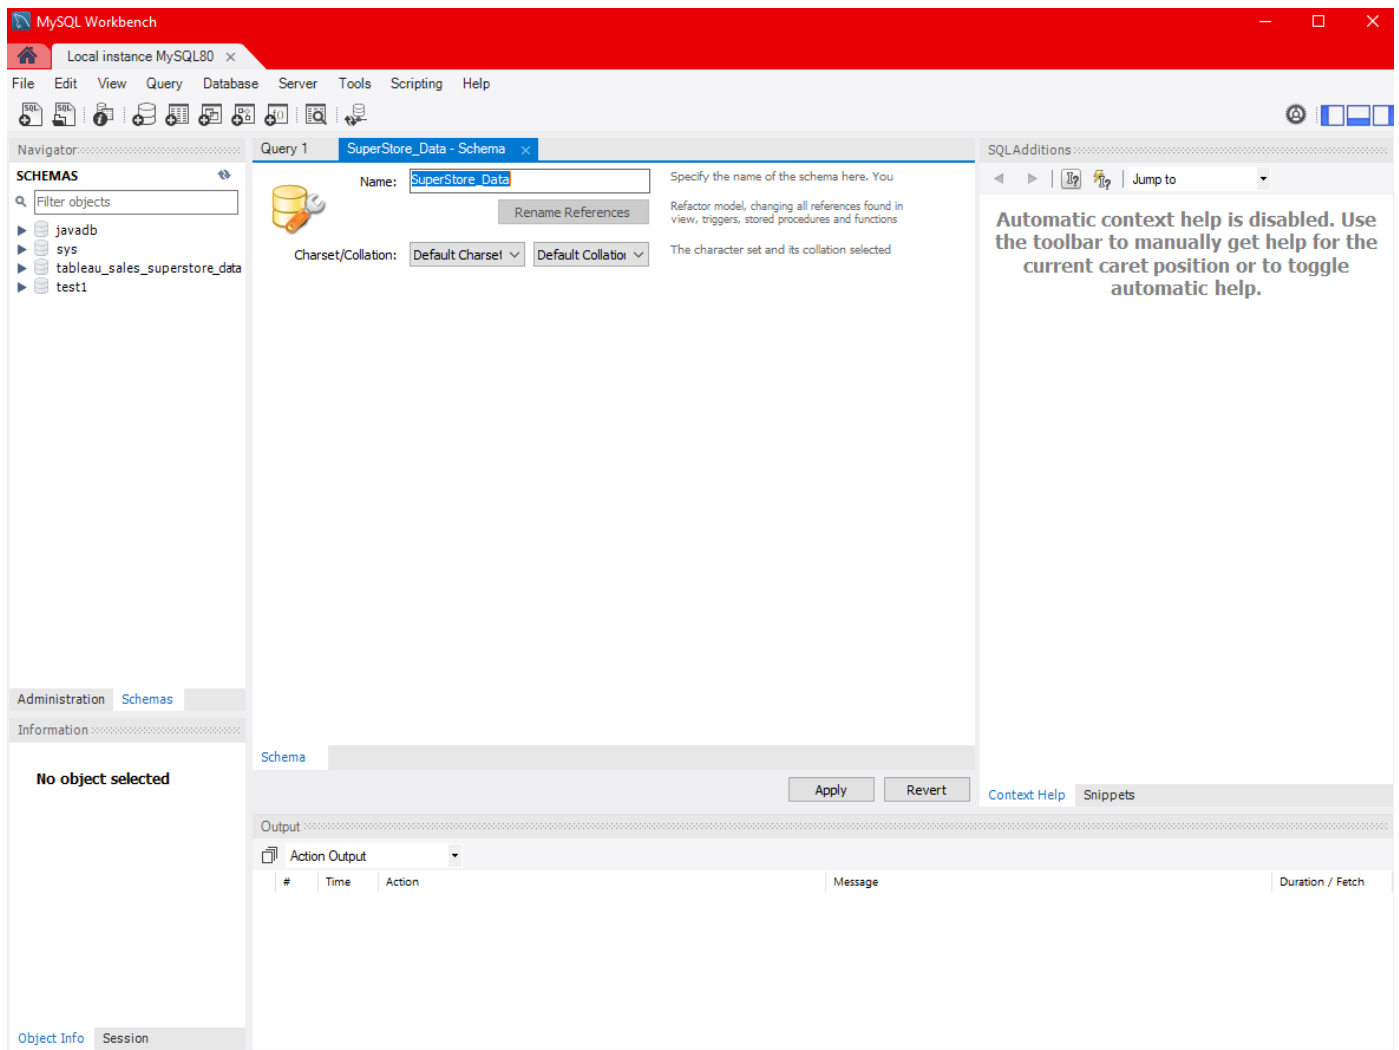 MySQL Workbench
Local instance MySQL80
File Edit View Query Database Server Tools Scripting Help
Navigator
SCHEMAS
Filter objects
javadb
sys
tableau_sales_superstore_data
test1
Administration Schemas
Information
No object selected
Object Info Session
Query 1 SuperStore_Data - Schema
Name: SuperStore_Data
Specify the name of the schema here. You
Rename References
Refactor model, changing all references found in
view, triggers, stored procedures and functions
Charset/Collation: Default Charset Default Collation
The character set and its collation selected
Schema
Apply Revert
SQLAdditions
Jump to
Automatic context help is disabled. Use
the toolbar to manually get help for the
current caret position or to toggle
automatic help.
Context Help Snippets
Output
Action Output
# Time Action Message Duration / Fetch